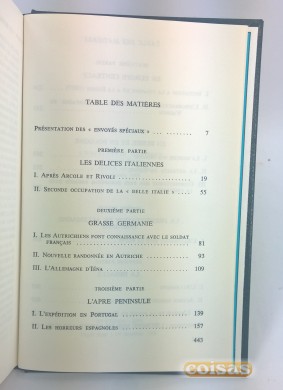 TABLE DES MATIÈRES
PRÉSENTATION DES « ENVOYÉS SPÉCIAUX » ... ......... 7
PREMIÈRE PARTIE
LES DÉLICES ITALIENNES
I. APRÈS ARCOLE ET RIVOLI ..................... 19
II. SECONDE OCCUPATION DE LA « BELLE ITALIE » .... 55
DEUXIÈME PARTIE
GRASSE GERMANIE
I. LES AUTRICHIENS FONT CONNAISSANCE AVEC LE SOLDAT
FRANÇAIS ................................. 81
II. NOUVELLE RANDONNÉE EN AUTRICHE ............ 93
III. L'ALLEMAGNE D'IÉNA ...................... 109
TROISIÈME PARTIE
L'APRE PENINSULE
I. L'EXPÉDITION EN PORTUGAL ................. 139
II. LES HORREURS ESPAGNOLES .................. 157
443
coisas